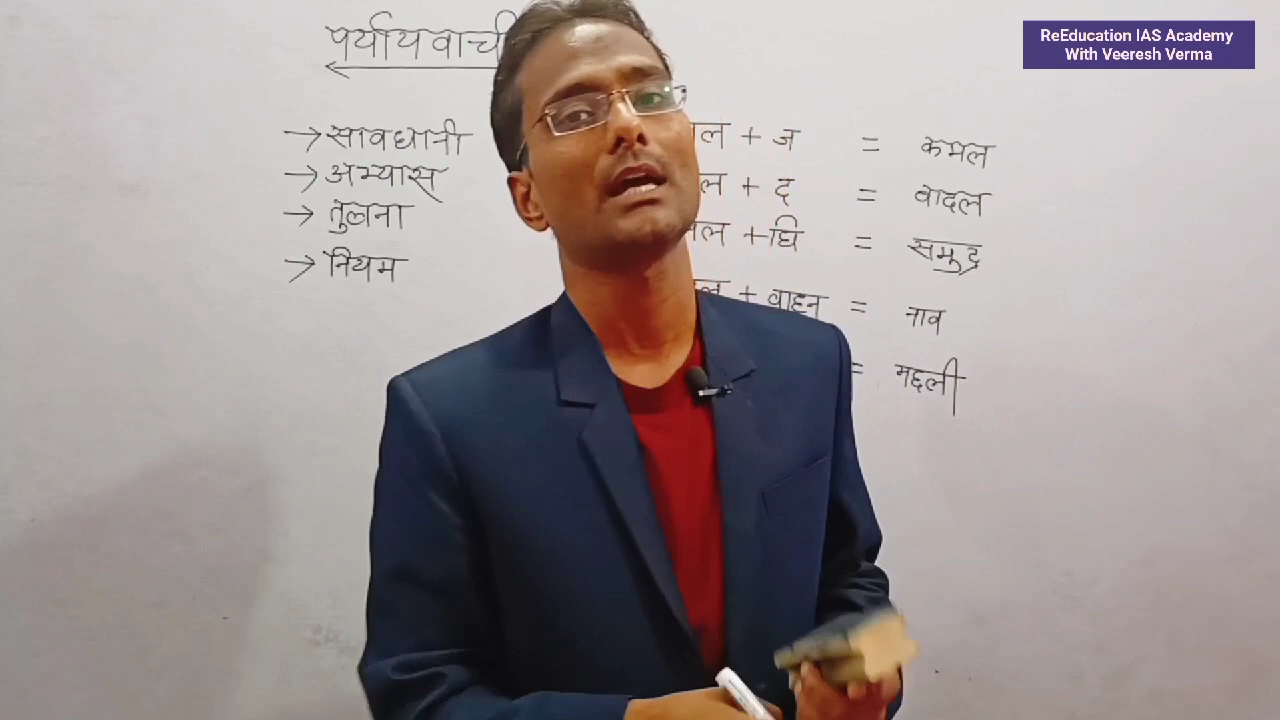 ReEducation IAS Academy
With Veeresh Verma
पर्यायवाची
→ सावधानी
→ अभ्यास
→ तुलना
→ नियम
ल + ज = कमल
ल + द = बादल
ल + घि = समुद्र
ल + वाहन = नाव
= मछली